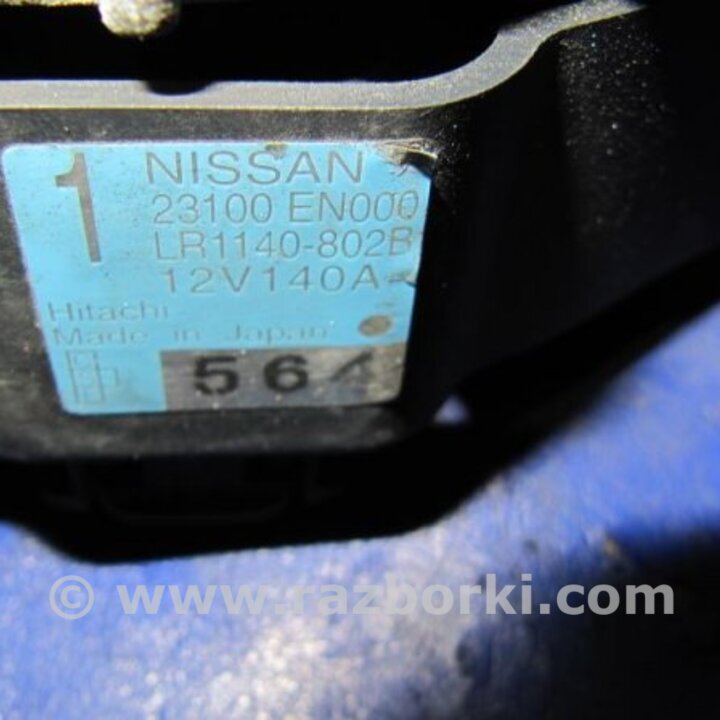 1
NISSAN
23100 EN000
LR1140-802B
12V140A
Hitachi
Made in Japan
564
© www.razborki.com